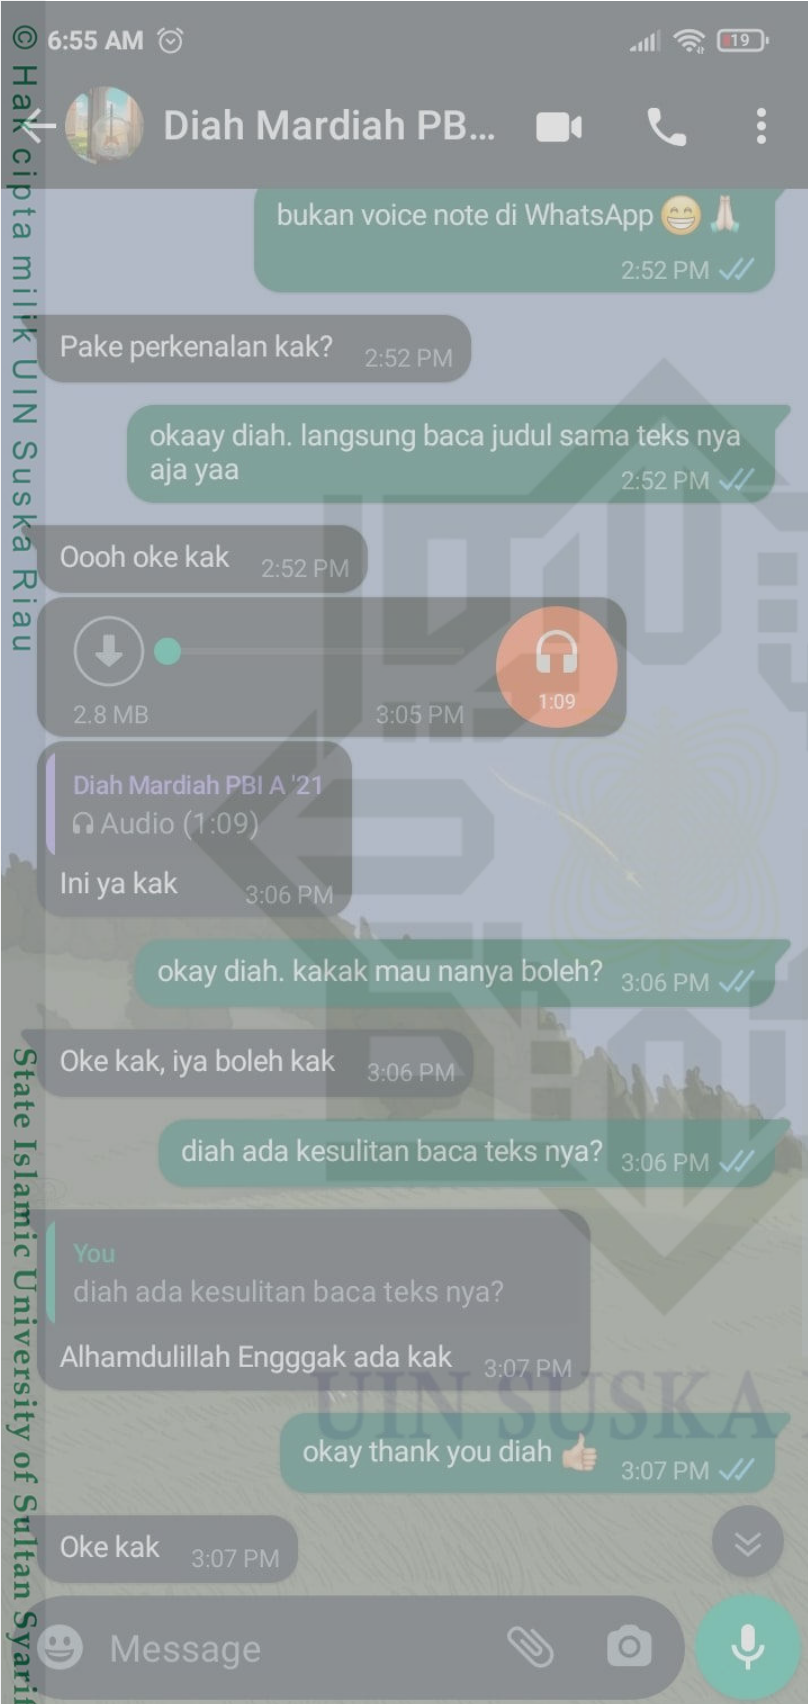 6:55 AM
19
Diah Mardiah PB...
bukan voice note di WhatsApp 😁 🙏🏻
2:52 PM
Pake perkenalan kak? 2:52 PM
okaay diah. langsung baca judul sama teks nya
aja yaa 2:52 PM
Oooh oke kak 2:52 PM
1:09
2.8 MB 3:05 PM
Diah Mardiah PBI A '21
Audio (1:09)
Ini ya kak 3:06 PM
okay diah. kakak mau nanya boleh? 3:06 PM
Oke kak, iya boleh kak 3:06 PM
diah ada kesulitan baca teks nya? 3:06 PM
You
diah ada kesulitan baca teks nya?
Alhamdulillah Engggak ada kak 3:07 PM
okay thank you diah 👍🏻 3:07 PM
Oke kak 3:07 PM
Message
© Hak cipta milik UIN Suska Riau
State Islamic University of Sultan Syarif
UIN SUSKA